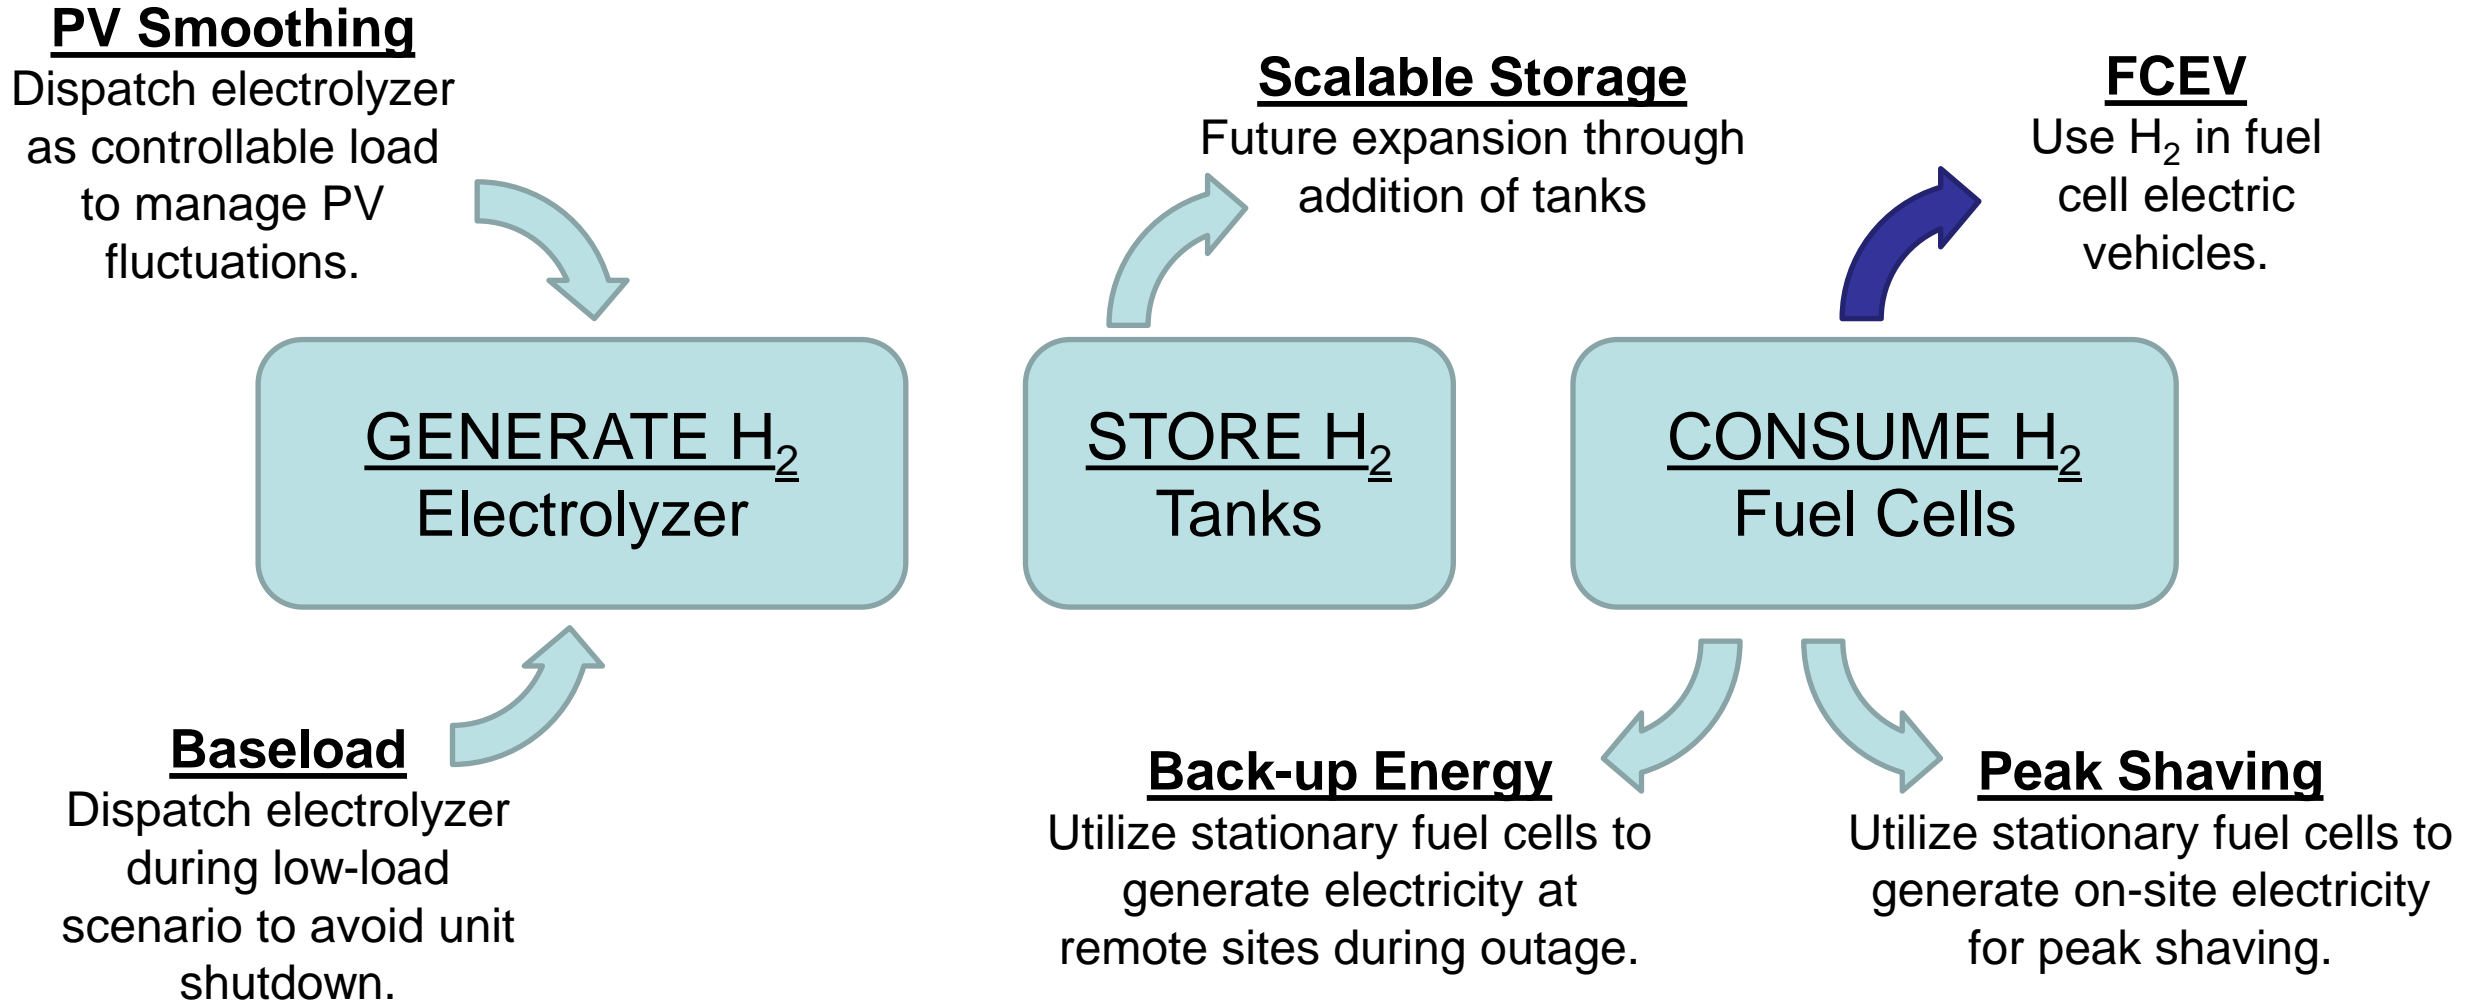 PV Smoothing
Dispatch electrolyzer
as controllable load
to manage PV
fluctuations.
Scalable Storage
Future expansion through
addition of tanks
FCEV
Use H₂ in fuel
cell electric
vehicles.
GENERATE H₂
Electrolyzer
STORE H₂
Tanks
CONSUME H₂
Fuel Cells
Baseload
Dispatch electrolyzer
during low-load
scenario to avoid unit
shutdown.
Back-up Energy
Utilize stationary fuel cells to
generate electricity at
remote sites during outage.
Peak Shaving
Utilize stationary fuel cells to
generate on-site electricity
for peak shaving.